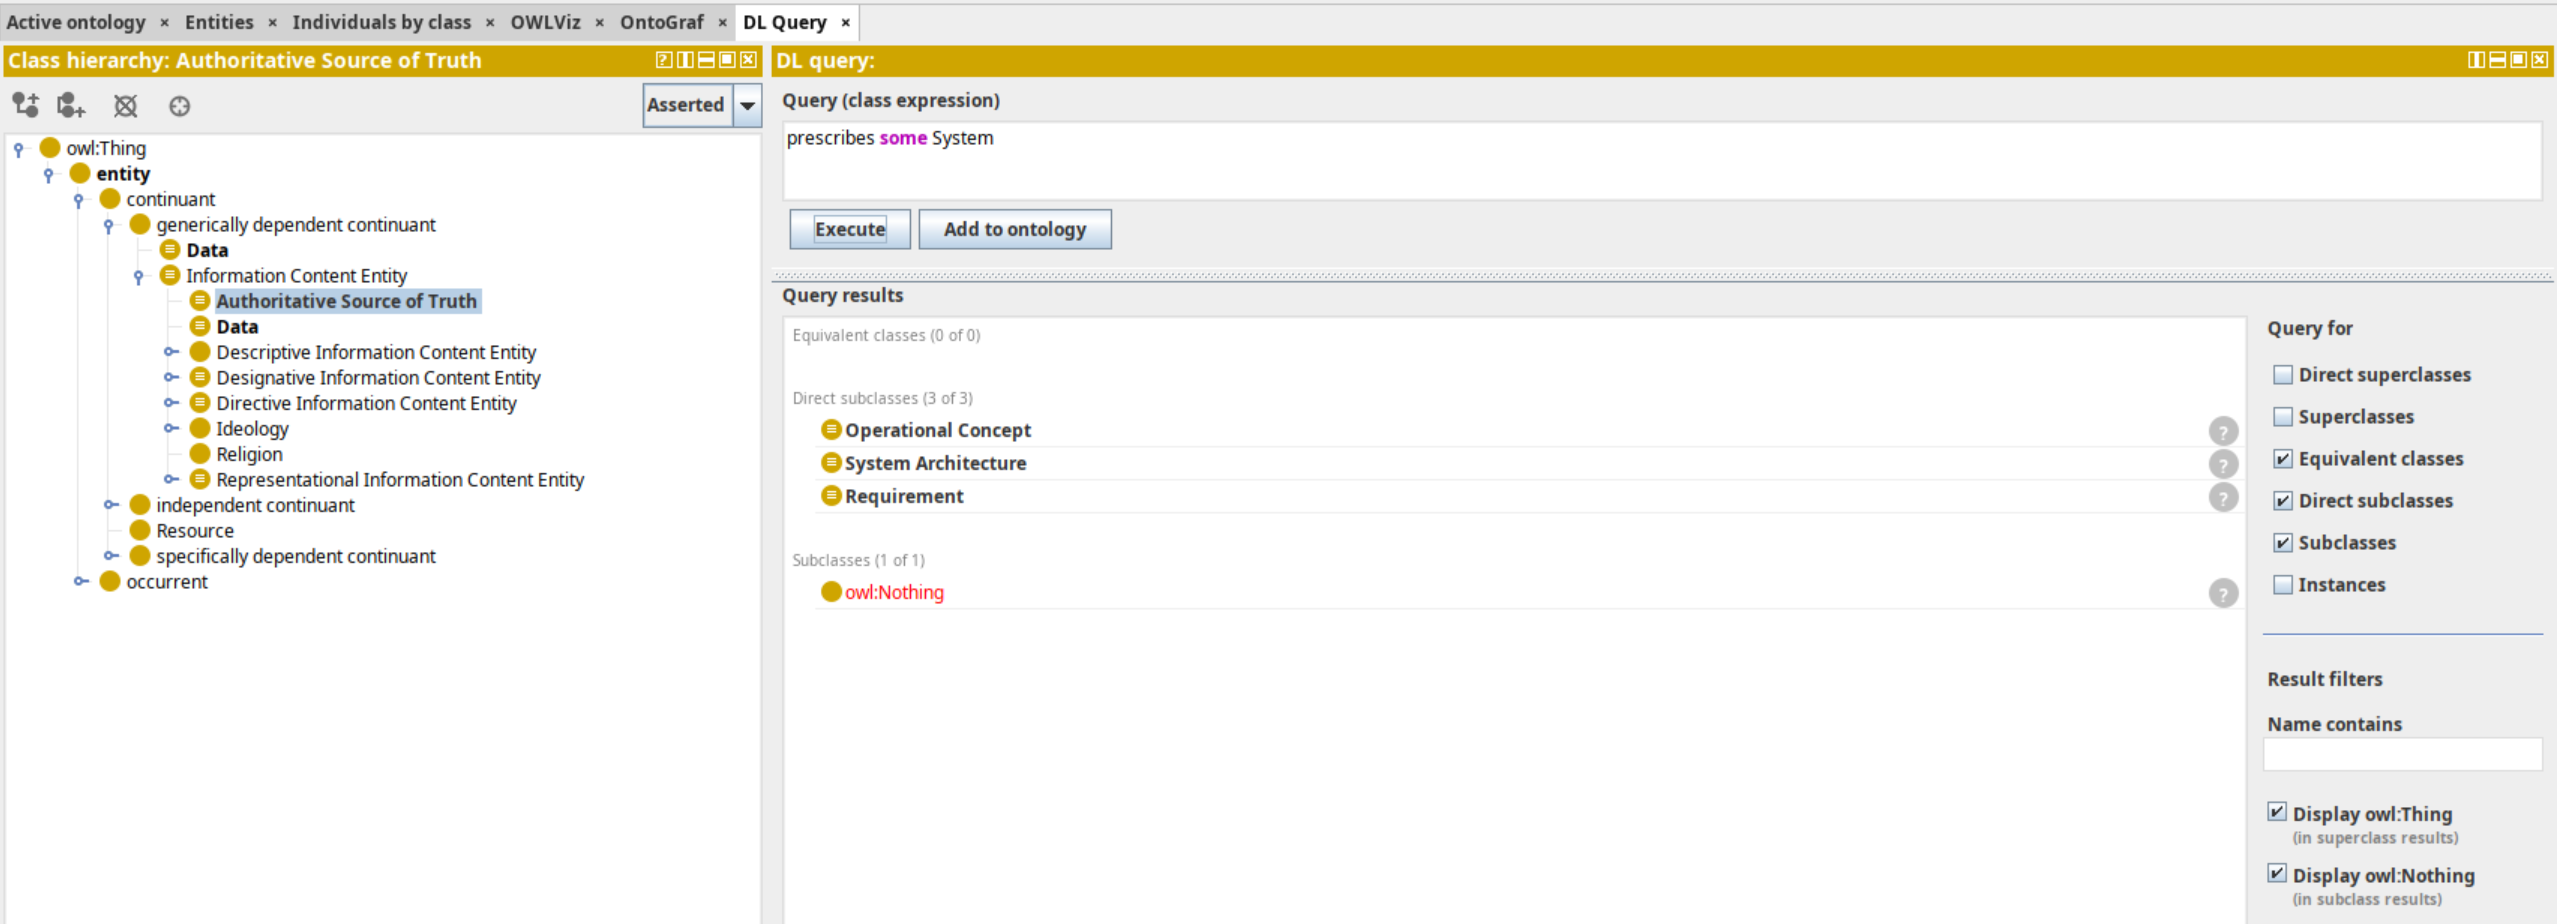 Active ontology × Entities × Individuals by class × OWLViz × OntoGraf × DL Query ×
Class hierarchy: Authoritative Source of Truth
Asserted
owl:Thing
entity
continuant
generically dependent continuant
Data
Information Content Entity
Authoritative Source of Truth
Data
Descriptive Information Content Entity
Designative Information Content Entity
Directive Information Content Entity
Ideology
Religion
Representational Information Content Entity
independent continuant
Resource
specifically dependent continuant
occurrent
DL query:
Query (class expression)
prescribes some System
Execute Add to ontology
Query results
Equivalent classes (0 of 0)
Direct subclasses (3 of 3)
Operational Concept ?
System Architecture ?
Requirement ?
Subclasses (1 of 1)
owl:Nothing ?
Query for
Direct superclasses
Superclasses
Equivalent classes
Direct subclasses
Subclasses
Instances
Result filters
Name contains
Display owl:Thing
(in superclass results)
Display owl:Nothing
(in subclass results)